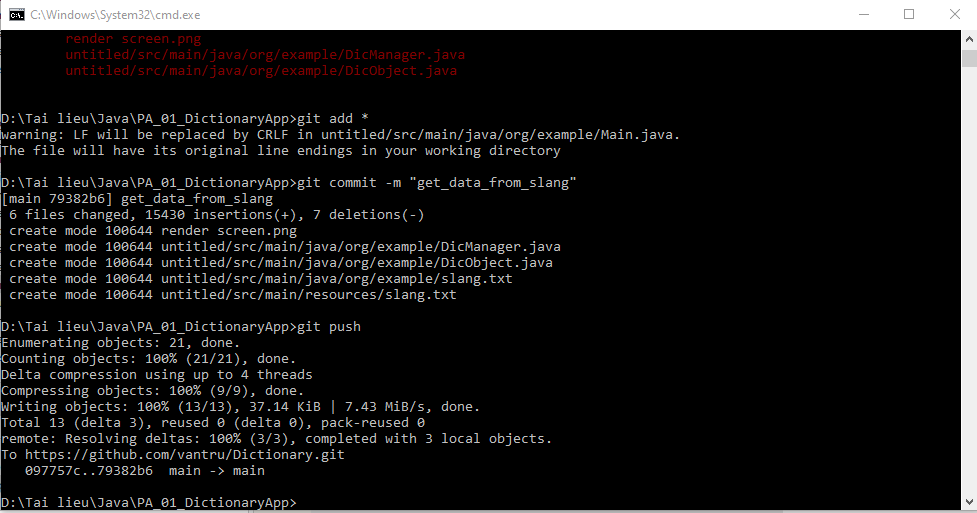 C:\Windows\System32\cmd.exe
render screen.png
untitled/src/main/java/org/example/DicManager.java
untitled/src/main/java/org/example/DicObject.java
D:\Tai lieu\Java\PA_01_DictionaryApp>git add *
warning: LF will be replaced by CRLF in untitled/src/main/java/org/example/Main.java.
The file will have its original line endings in your working directory
D:\Tai lieu\Java\PA_01_DictionaryApp>git commit -m "get_data_from_slang"
[main 79382b6] get_data_from_slang
6 files changed, 15430 insertions(+), 7 deletions(-)
create mode 100644 render screen.png
create mode 100644 untitled/src/main/java/org/example/DicManager.java
create mode 100644 untitled/src/main/java/org/example/DicObject.java
create mode 100644 untitled/src/main/java/org/example/slang.txt
create mode 100644 untitled/src/main/resources/slang.txt
D:\Tai lieu\Java\PA_01_DictionaryApp>git push
Enumerating objects: 21, done.
Counting objects: 100% (21/21), done.
Delta compression using up to 4 threads
Compressing objects: 100% (9/9), done.
Writing objects: 100% (13/13), 37.14 KiB | 7.43 MiB/s, done.
Total 13 (delta 3), reused 0 (delta 0), pack-reused 0
remote: Resolving deltas: 100% (3/3), completed with 3 local objects.
To https://github.com/vantru/Dictionary.git
097757c..79382b6  main -> main
D:\Tai lieu\Java\PA_01_DictionaryApp>